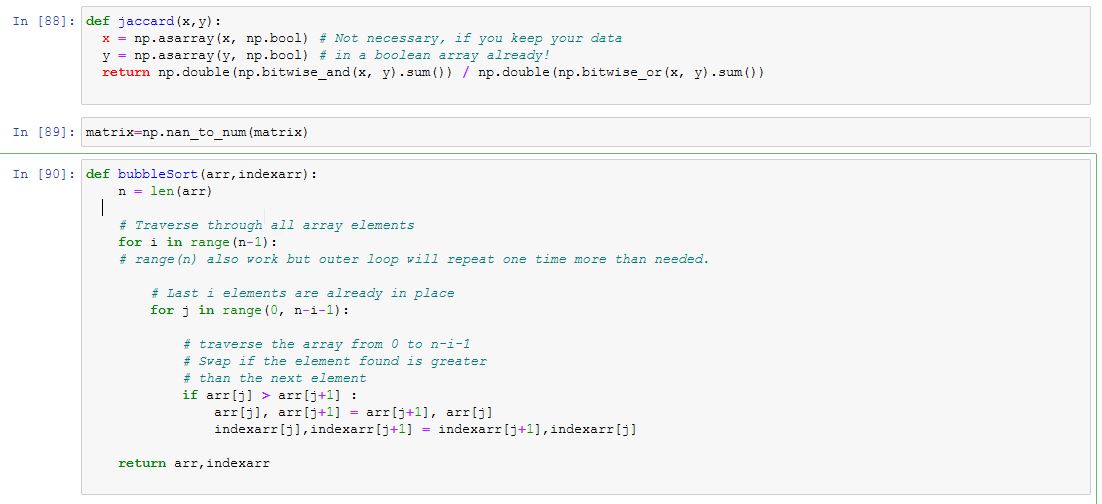 In [88]: def jaccard(x,y):
  x = np.asarray(x, np.bool) # Not necessary, if you keep your data
  y = np.asarray(y, np.bool) # in a boolean array already!
  return np.double(np.bitwise_and(x, y).sum()) / np.double(np.bitwise_or(x, y).sum())
In [89]: matrix=np.nan_to_num(matrix)
In [90]: def bubbleSort(arr,indexarr):
    n = len(arr)
    # Traverse through all array elements
    for i in range(n-1):
    # range(n) also work but outer loop will repeat one time more than needed.
        # Last i elements are already in place
        for j in range(0, n-i-1):
            # traverse the array from 0 to n-i-1
            # Swap if the element found is greater
            # than the next element
            if arr[j] > arr[j+1] :
                arr[j], arr[j+1] = arr[j+1], arr[j]
                indexarr[j],indexarr[j+1] = indexarr[j+1],indexarr[j]
    return arr,indexarr